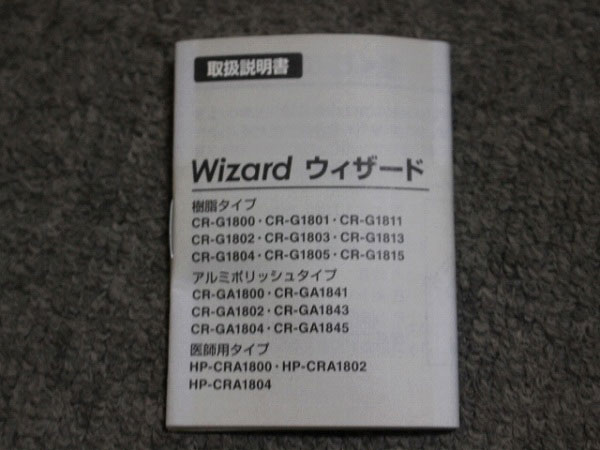 取扱説明書
Wizard ウィザード
樹脂タイプ
CR-G1800・CR-G1801・CR-G1811
CR-G1802・CR-G1803・CR-G1813
CR-G1804・CR-G1805・CR-G1815
アルミポリッシュタイプ
CR-GA1800・CR-GA1841
CR-GA1802・CR-GA1843
CR-GA1804・CR-GA1845
医師用タイプ
HP-CRA1800・HP-CRA1802
HP-CRA1804